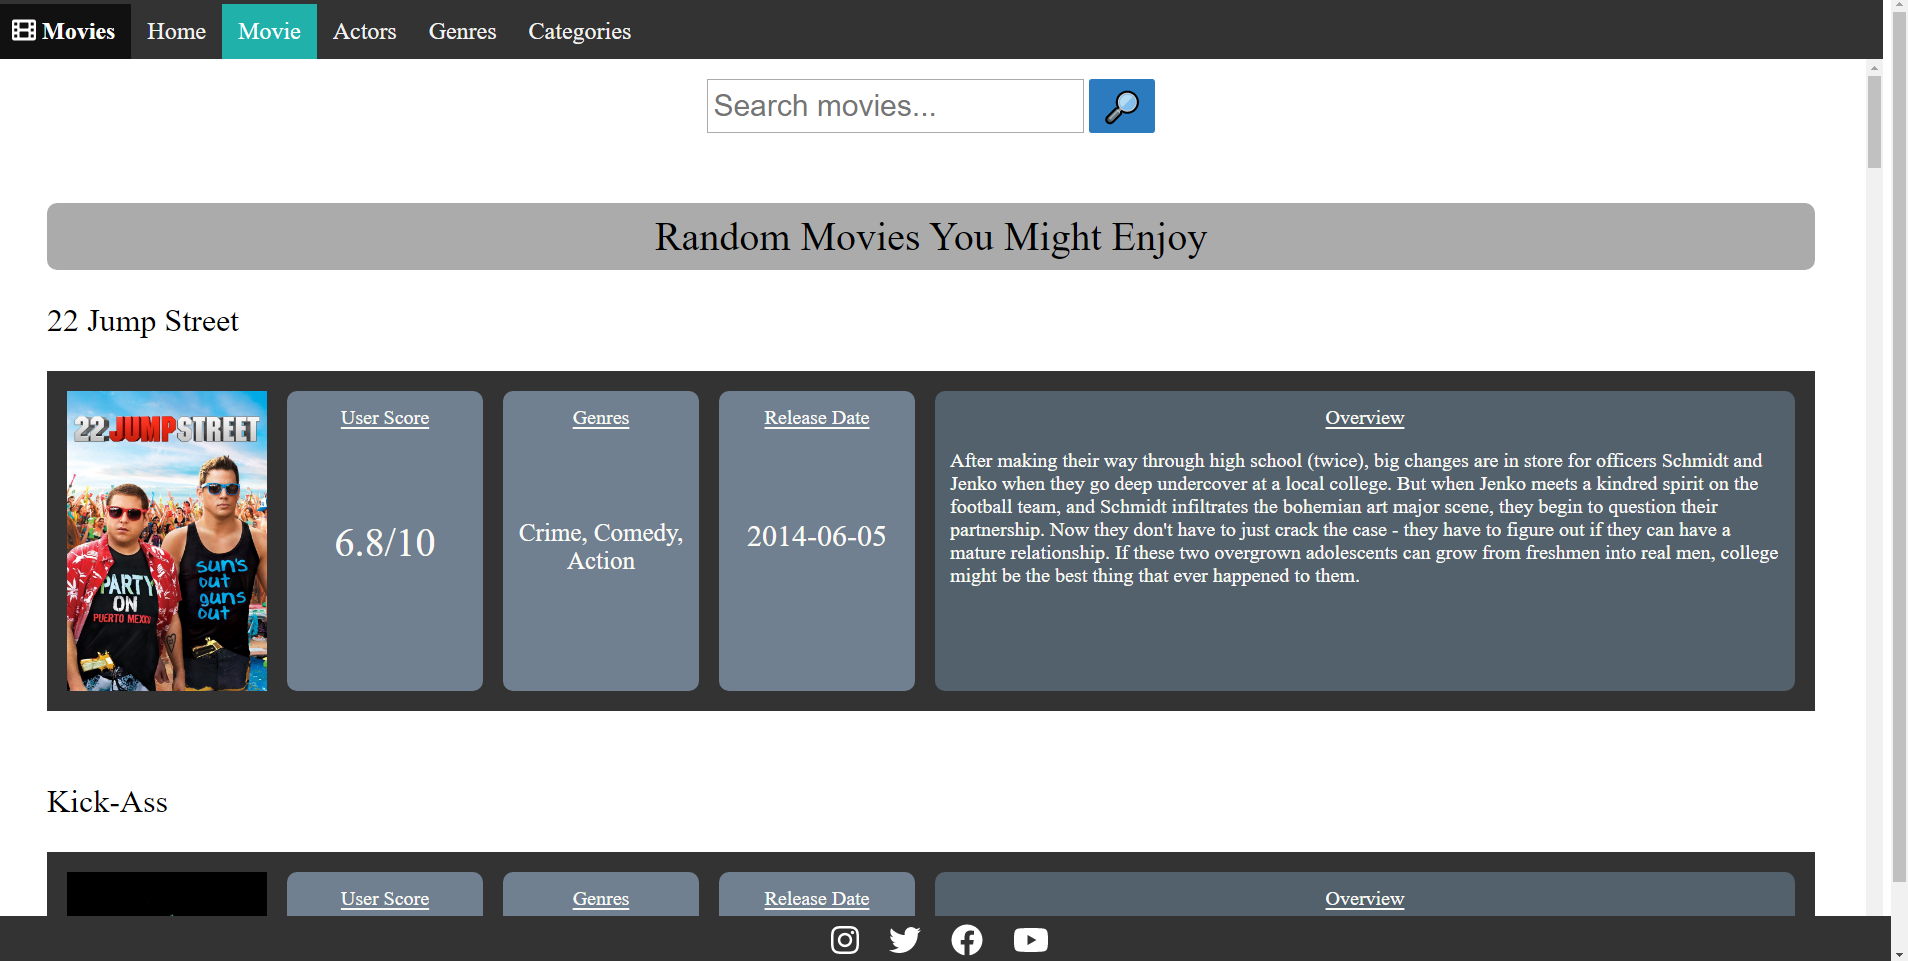 Movies Home Movie Actors Genres Categories
Search movies...
Random Movies You Might Enjoy
22 Jump Street
22 JUMP STREET
PARTY
ON
PUERTO MEXICO
sun's
out
guns
out
User Score
6.8/10
Genres
Crime, Comedy,
Action
Release Date
2014-06-05
Overview
After making their way through high school (twice), big changes are in store for officers Schmidt and
Jenko when they go deep undercover at a local college. But when Jenko meets a kindred spirit on the
football team, and Schmidt infiltrates the bohemian art major scene, they begin to question their
partnership. Now they don't have to just crack the case - they have to figure out if they can have a
mature relationship. If these two overgrown adolescents can grow from freshmen into real men, college
might be the best thing that ever happened to them.
Kick-Ass
User Score
Genres
Release Date
Overview